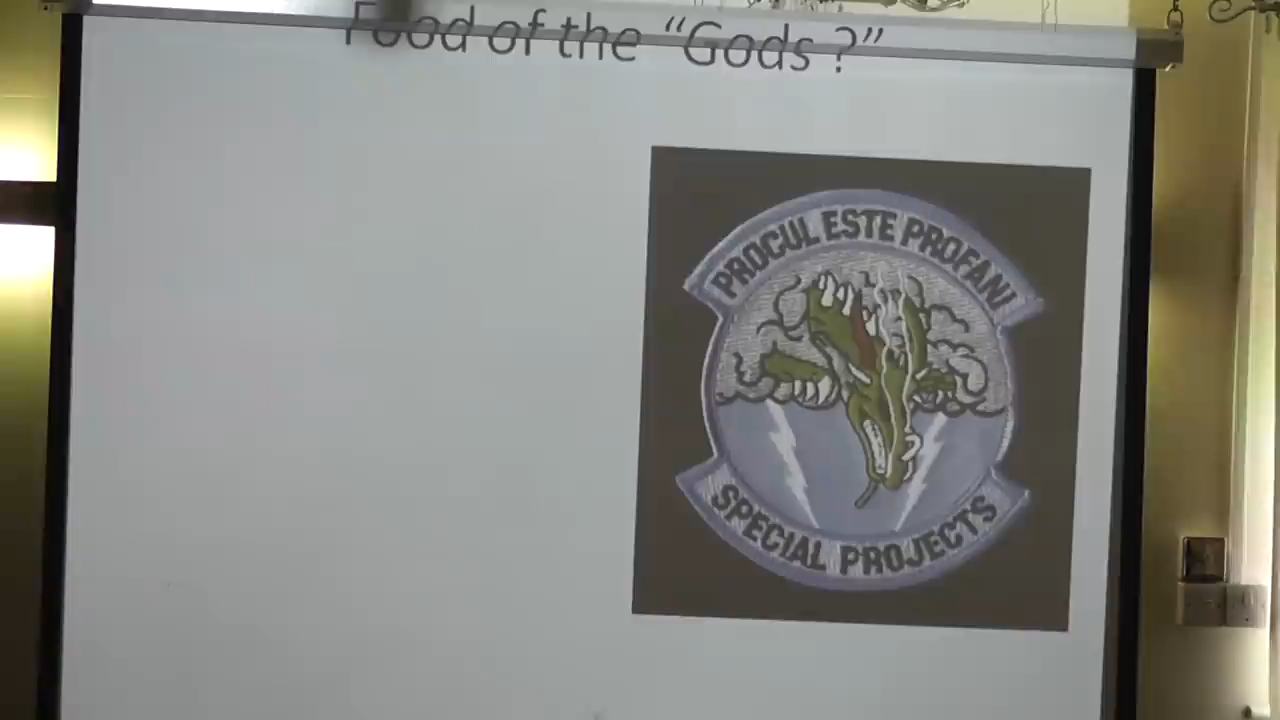 Food of the “Gods ?”
PROCUL ESTE PROFANI
SPECIAL PROJECTS